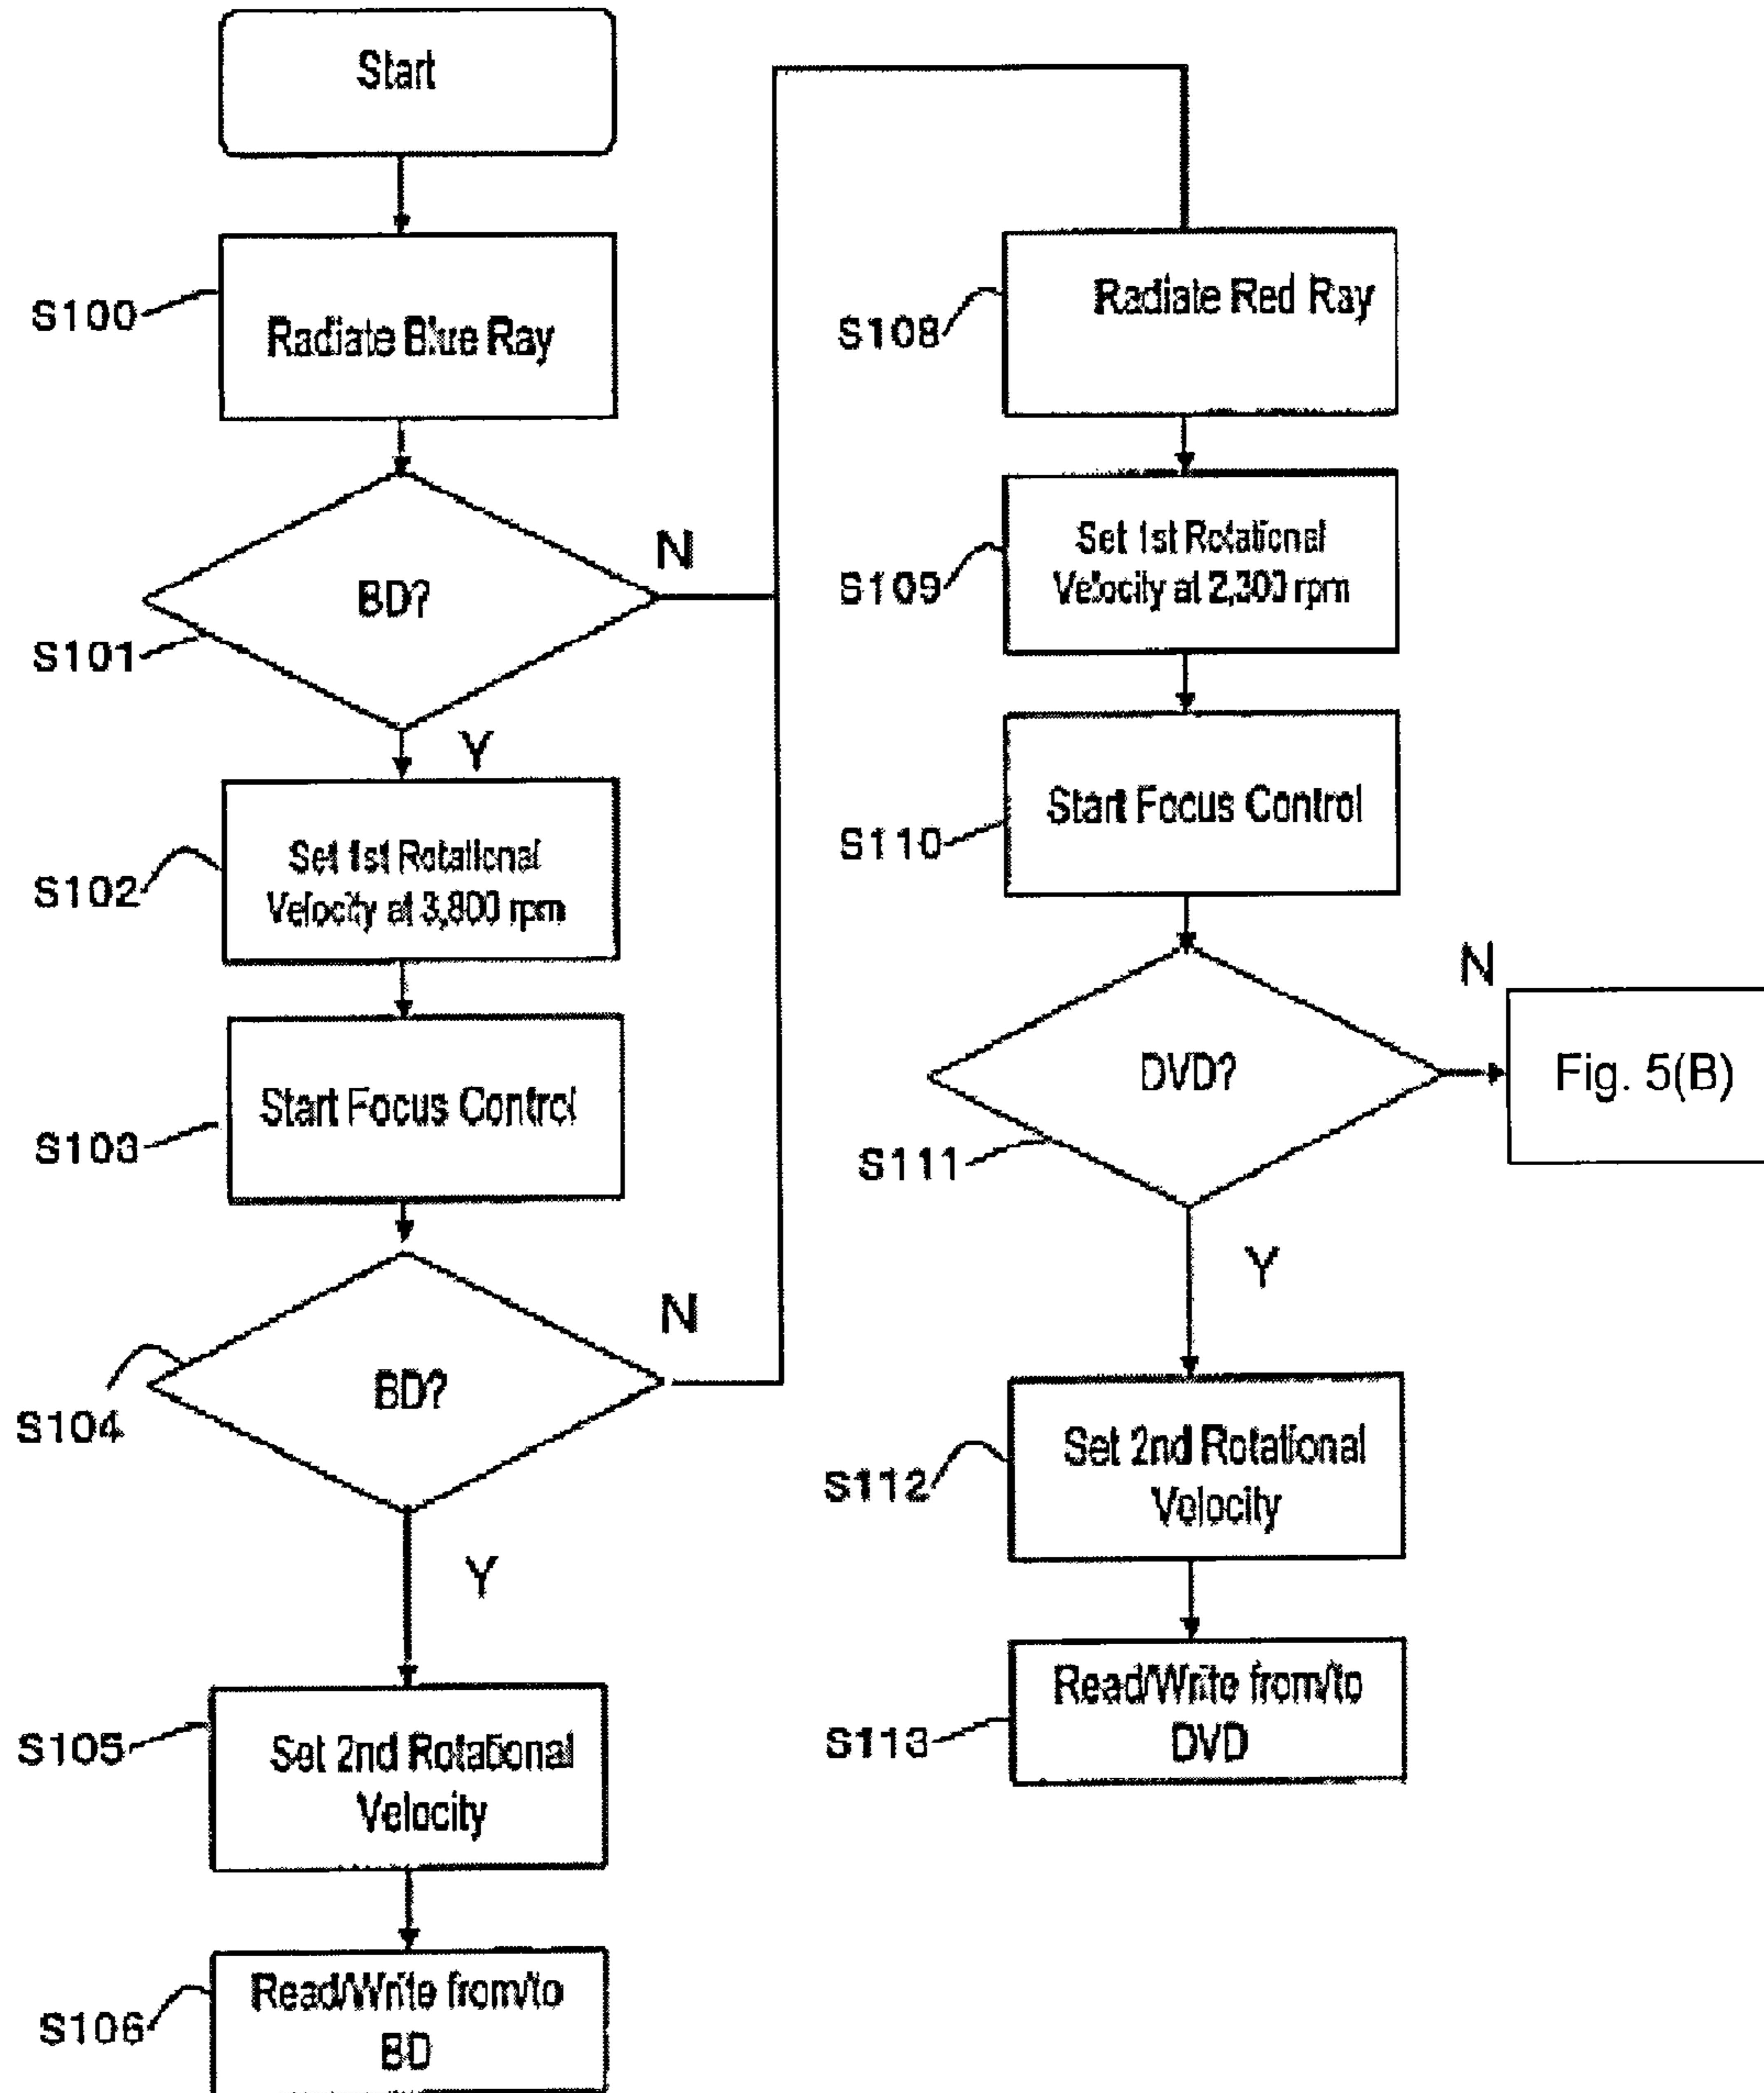 Start
S100
Radiate Blue Ray
BD?
N
S101
Y
S102
Set 1st Rotational
Velocity at 3,800 rpm
S103
Start Focus Control
BD?
N
S104
Y
S105
Set 2nd Rotational
Velocity
S106
Read/Write from/to
BD
S108
Radiate Red Ray
S109
Set 1st Rotational
Velocity at 2,300 rpm
S110
Start Focus Control
DVD?
N
Fig. 5(B)
S111
Y
S112
Set 2nd Rotational
Velocity
S113
Read/Write from/to
DVD